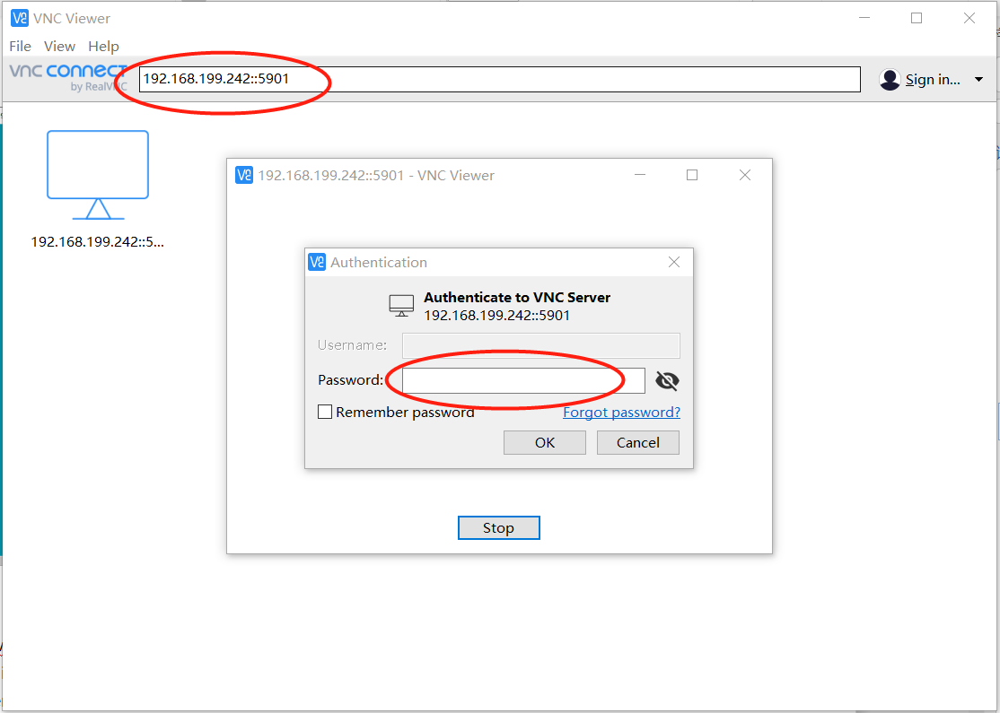 VNC Viewer
File View Help
vnc connect
by RealVNC
192.168.199.242::5901
Sign in...
192.168.199.242::5...
192.168.199.242::5901 - VNC Viewer
Authentication
Authenticate to VNC Server
192.168.199.242::5901
Username:
Password:
Remember password
Forgot password?
OK
Cancel
Stop